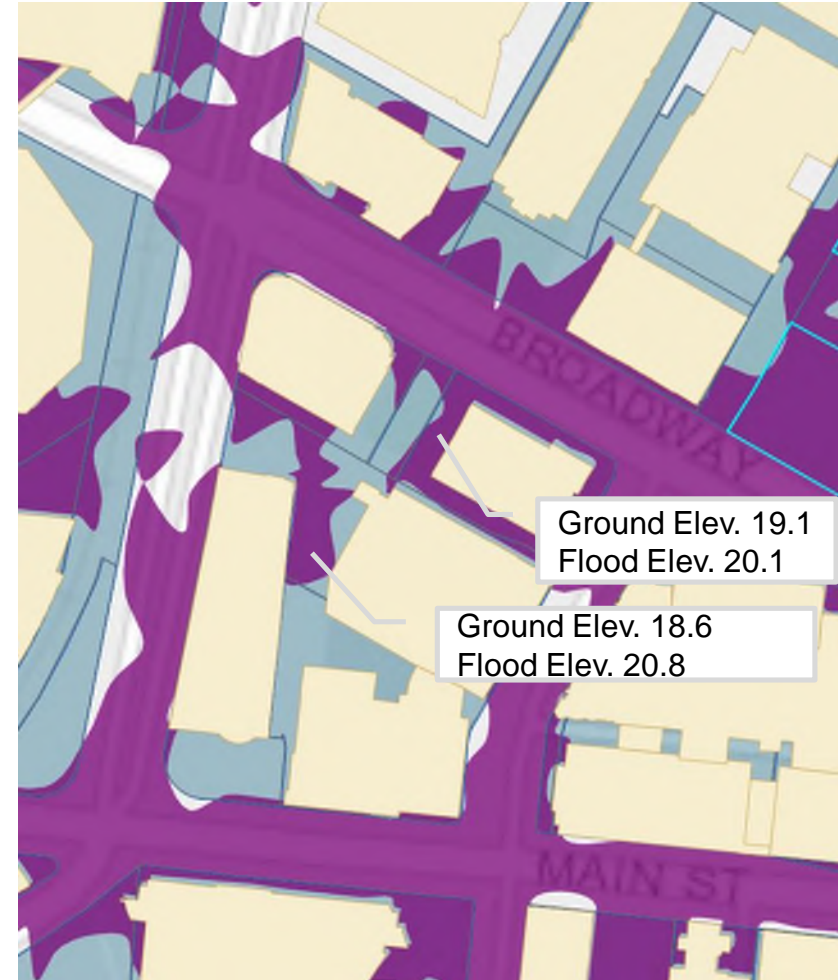 BROADWAY
Ground Elev. 19.1
Flood Elev. 20.1
Ground Elev. 18.6
Flood Elev. 20.8
MAIN ST